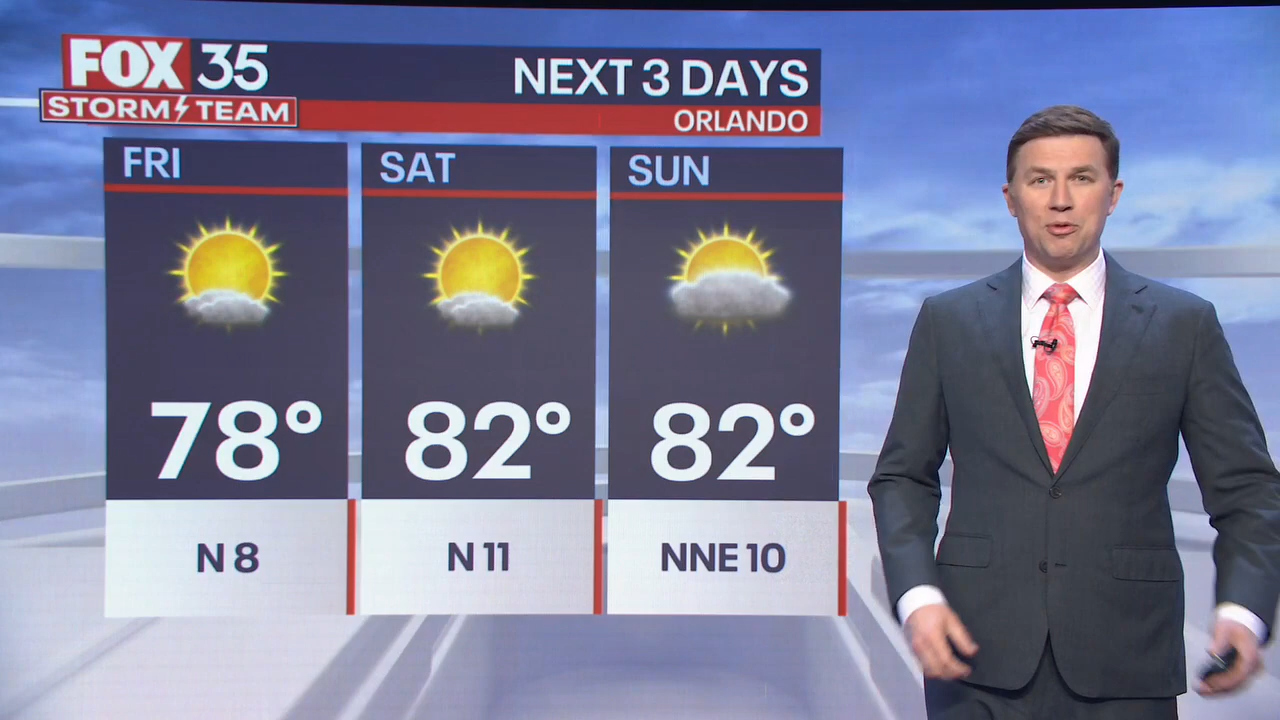 FOX 35
STORM TEAM
NEXT 3 DAYS
ORLANDO
FRI
SAT
SUN
78°
82°
82°
N 8
N 11
NNE 10